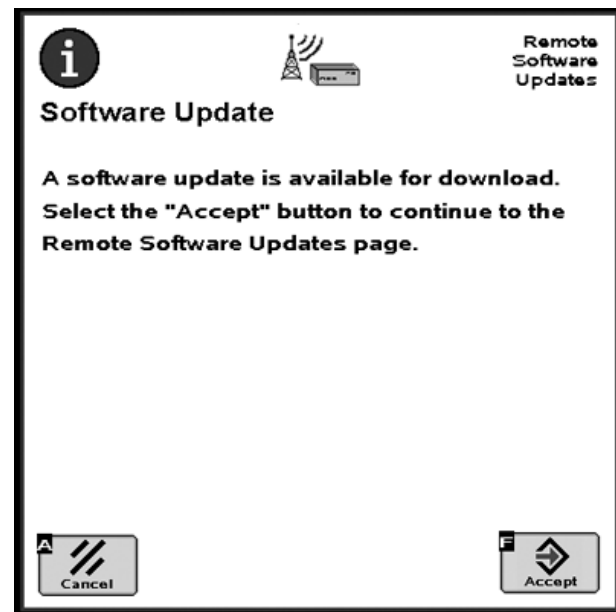 Remote
Software
Updates
Software Update
A software update is available for download.
Select the "Accept" button to continue to the
Remote Software Updates page.
A
Cancel
F
Accept